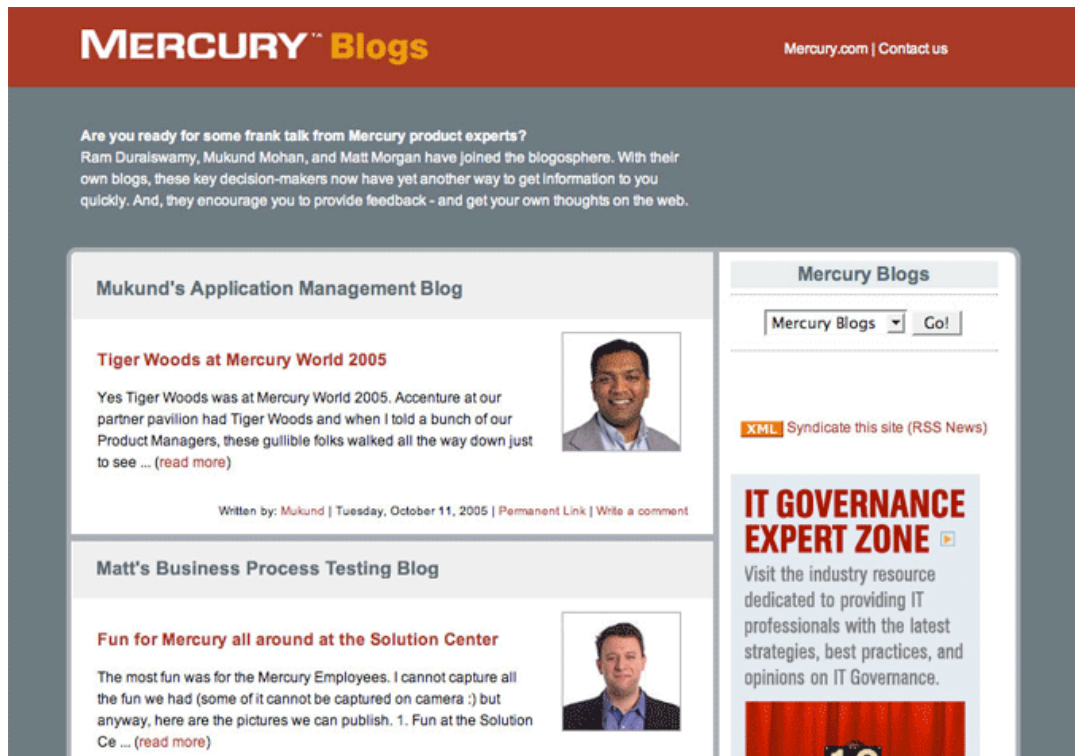 MERCURY™ Blogs
Mercury.com | Contact us
Are you ready for some frank talk from Mercury product experts?
Ram Duraiswamy, Mukund Mohan, and Matt Morgan have joined the blogosphere. With their
own blogs, these key decision-makers now have yet another way to get information to you
quickly. And, they encourage you to provide feedback - and get your own thoughts on the web.
Mukund's Application Management Blog
Tiger Woods at Mercury World 2005
Yes Tiger Woods was at Mercury World 2005. Accenture at our
partner pavilion had Tiger Woods and when I told a bunch of our
Product Managers, these gullible folks walked all the way down just
to see ... (read more)
Written by: Mukund | Tuesday, October 11, 2005 | Permanent Link | Write a comment
Matt's Business Process Testing Blog
Fun for Mercury all around at the Solution Center
The most fun was for the Mercury Employees. I cannot capture all
the fun we had (some of it cannot be captured on camera :) but
anyway, here are the pictures we can publish. 1. Fun at the Solution
Ce ... (read more)
Mercury Blogs
Mercury Blogs Go!
XML Syndicate this site (RSS News)
IT GOVERNANCE
EXPERT ZONE
Visit the industry resource
dedicated to providing IT
professionals with the latest
strategies, best practices, and
opinions on IT Governance.